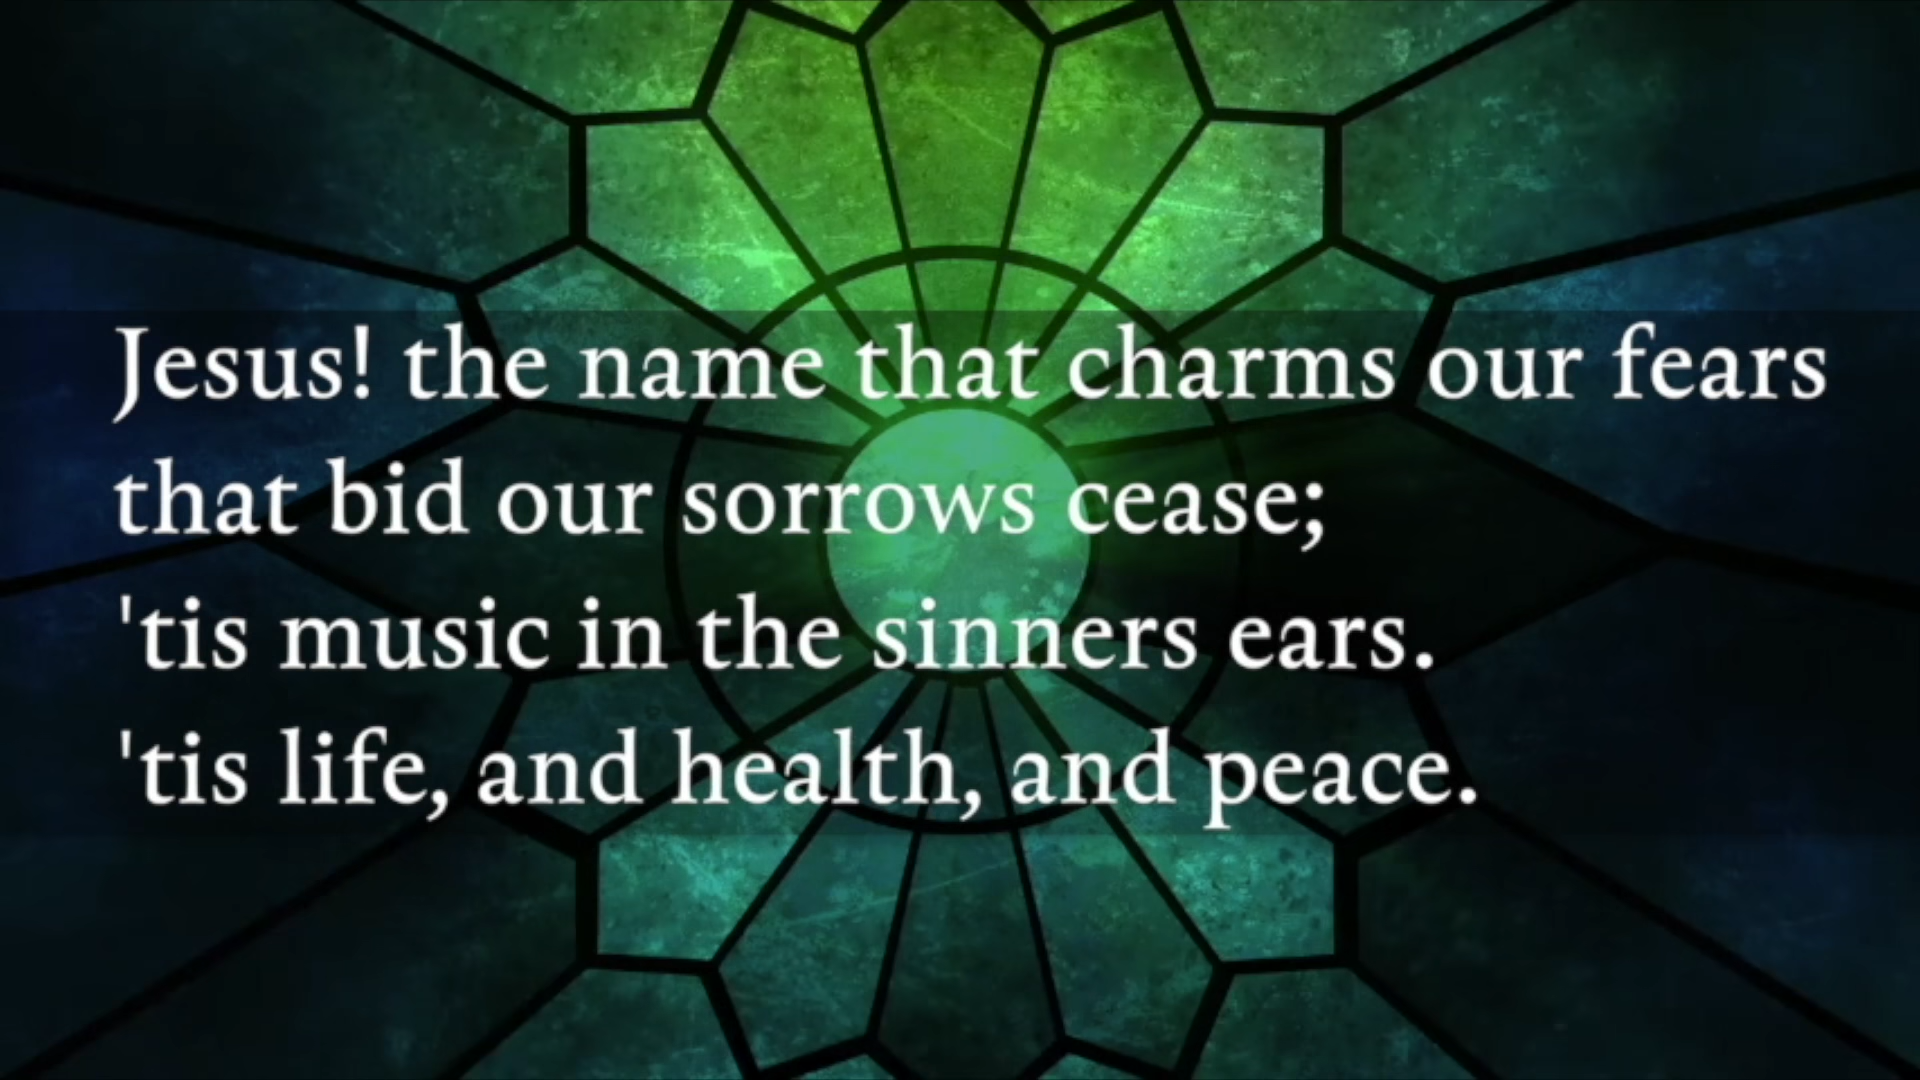 Jesus! the name that charms our fears
that bid our sorrows cease;
'tis music in the sinners ears.
'tis life, and health, and peace.